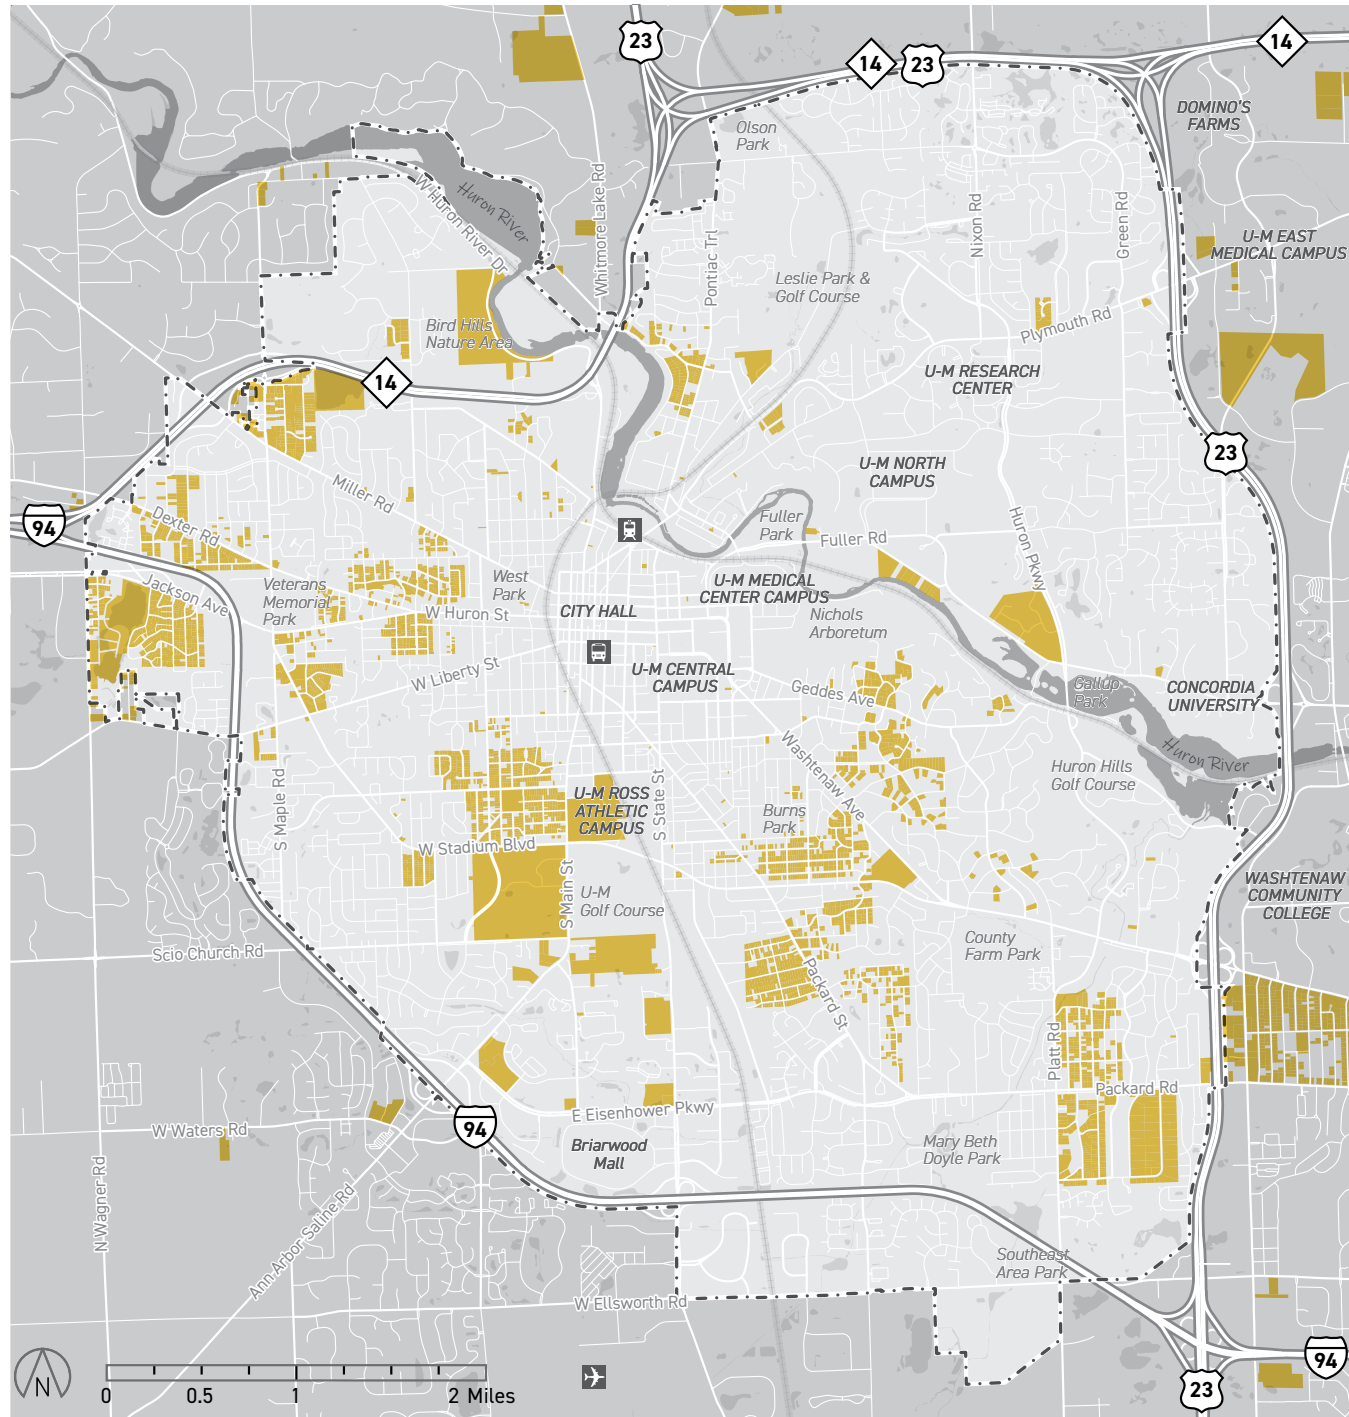 23
14
14
23
DOMINO'S
FARMS
Olson
Park
W Huron River Dr
Huron River
Whitmore Lake Rd
Pontiac Trl
Nixon Rd
Green Rd
U-M EAST
MEDICAL CAMPUS
Leslie Park &
Golf Course
Bird Hills
Nature Area
Plymouth Rd
14
U-M RESEARCH
CENTER
23
U-M NORTH
CAMPUS
Miller Rd
94
Dexter Rd
Fuller
Park
Fuller Rd
Huron Pkwy
Jackson Ave
Veterans
Memorial
Park
West
Park
U-M MEDICAL
CENTER CAMPUS
W Huron St
CITY HALL
Nichols
Arboretum
W Liberty St
U-M CENTRAL
CAMPUS
Geddes Ave
Gallup
Park
CONCORDIA
UNIVERSITY
Huron River
S Maple Rd
U-M ROSS
ATHLETIC
CAMPUS
S State St
Washtenaw Ave
Burns
Park
Huron Hills
Golf Course
W Stadium Blvd
S Main St
U-M
Golf Course
WASHTENAW
COMMUNITY
COLLEGE
Scio Church Rd
County
Farm Park
Packard St
Platt Rd
Packard Rd
W Waters Rd
94
E Eisenhower Pkwy
Briarwood
Mall
Mary Beth
Doyle Park
N Wagner Rd
Ann Arbor Saline Rd
Southeast
Area Park
W Ellsworth Rd
94
23
N
0 0.5 1 2 Miles